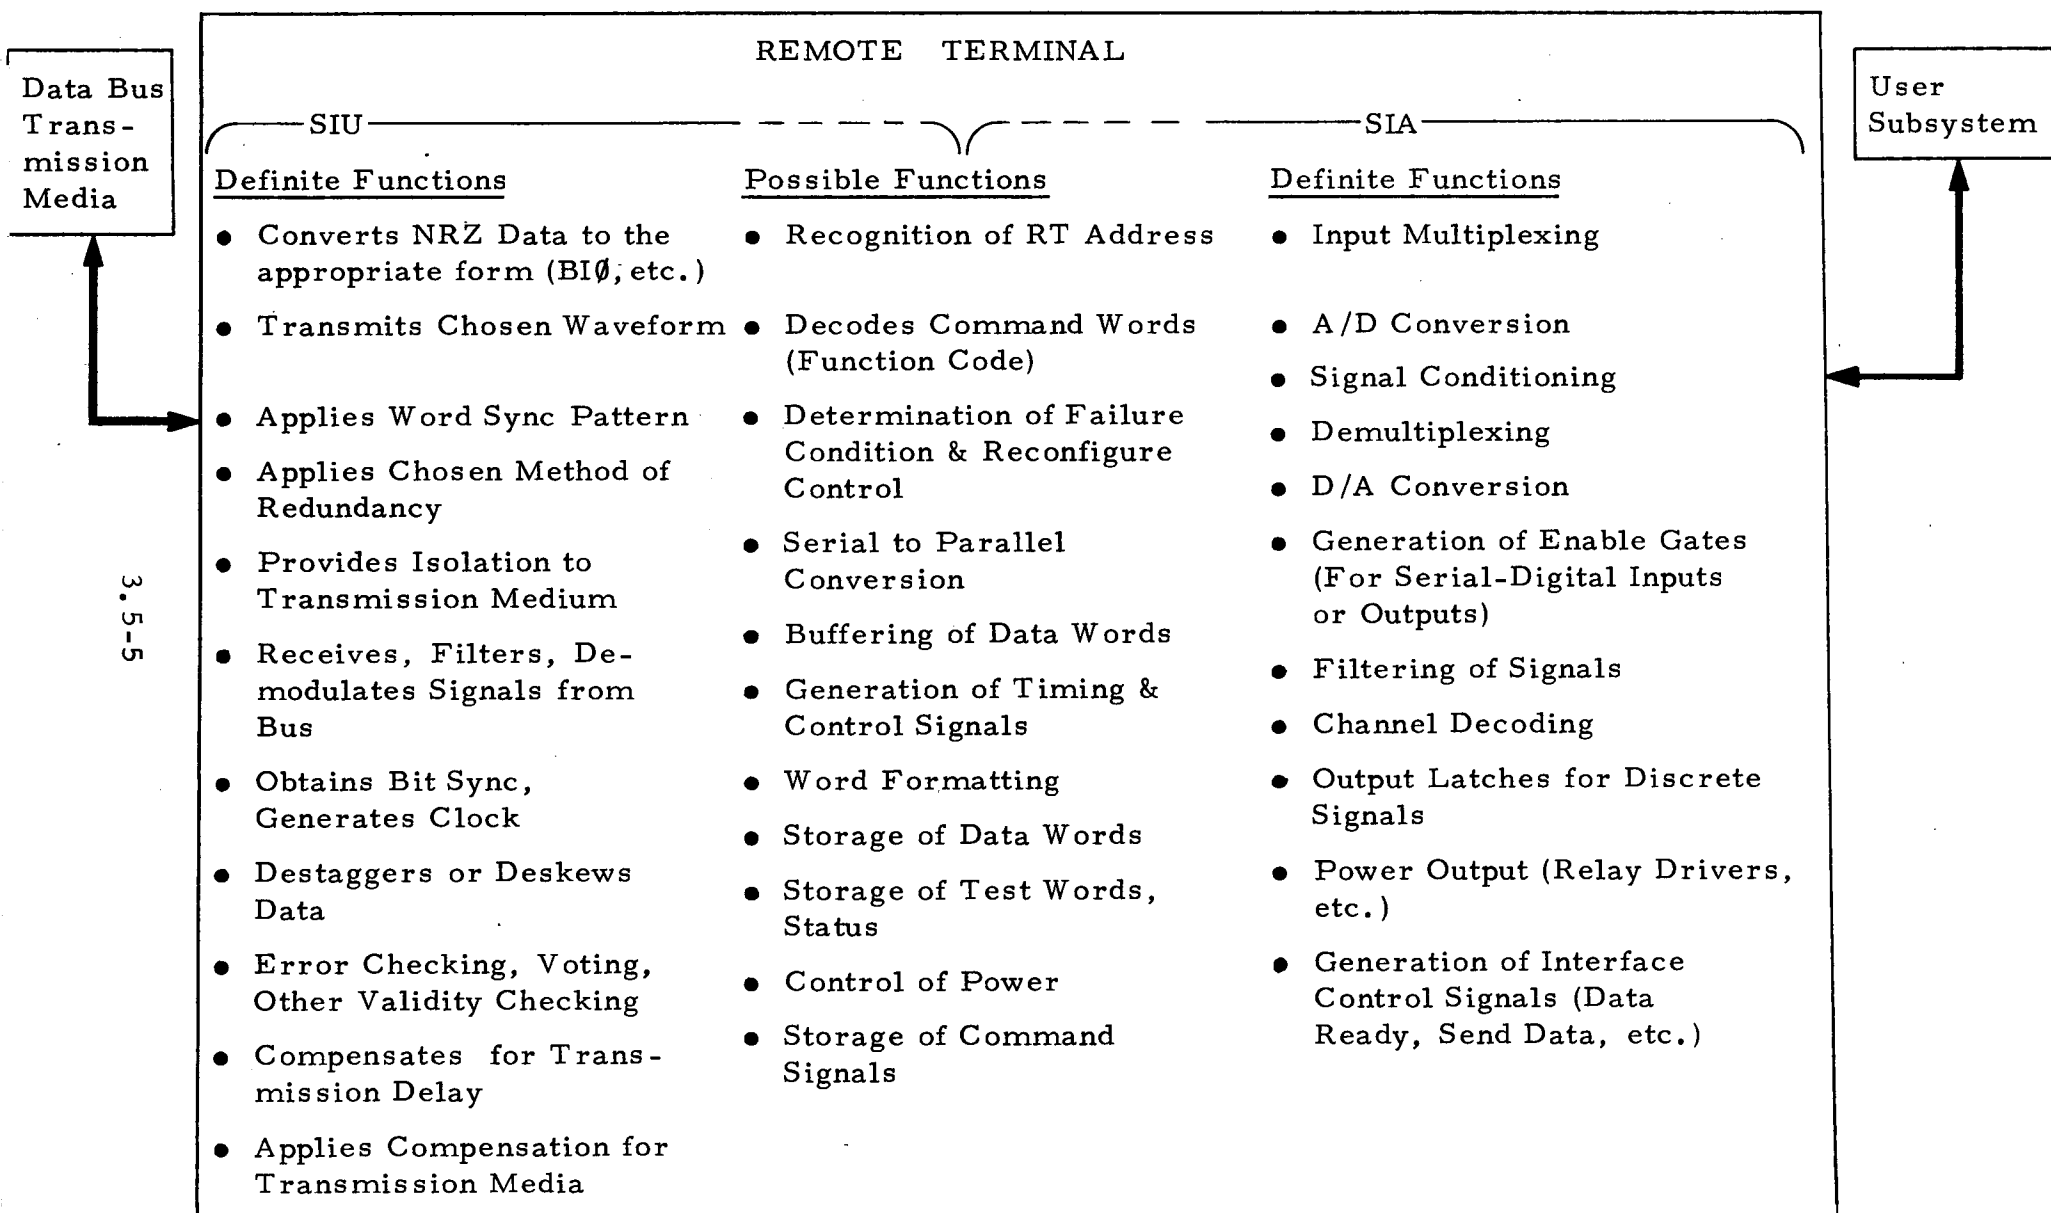 REMOTE TERMINAL
Data Bus
Trans-
mission
Media
User
Subsystem
SIU
SIA
Definite Functions
• Converts NRZ Data to the
appropriate form (BIØ, etc.)
• Transmits Chosen Waveform
• Applies Word Sync Pattern
• Applies Chosen Method of
Redundancy
• Provides Isolation to
Transmission Medium
• Receives, Filters, De-
modulates Signals from
Bus
• Obtains Bit Sync,
Generates Clock
• Destaggers or Deskews
Data
• Error Checking, Voting,
Other Validity Checking
• Compensates for Trans-
mission Delay
• Applies Compensation for
Transmission Media
Possible Functions
• Recognition of RT Address
• Decodes Command Words
(Function Code)
• Determination of Failure
Condition & Reconfigure
Control
• Serial to Parallel
Conversion
• Buffering of Data Words
• Generation of Timing &
Control Signals
• Word Formatting
• Storage of Data Words
• Storage of Test Words,
Status
• Control of Power
• Storage of Command
Signals
Definite Functions
• Input Multiplexing
• A/D Conversion
• Signal Conditioning
• Demultiplexing
• D/A Conversion
• Generation of Enable Gates
(For Serial-Digital Inputs
or Outputs)
• Filtering of Signals
• Channel Decoding
• Output Latches for Discrete
Signals
• Power Output (Relay Drivers,
etc.)
• Generation of Interface
Control Signals (Data
Ready, Send Data, etc.)
3.5-5